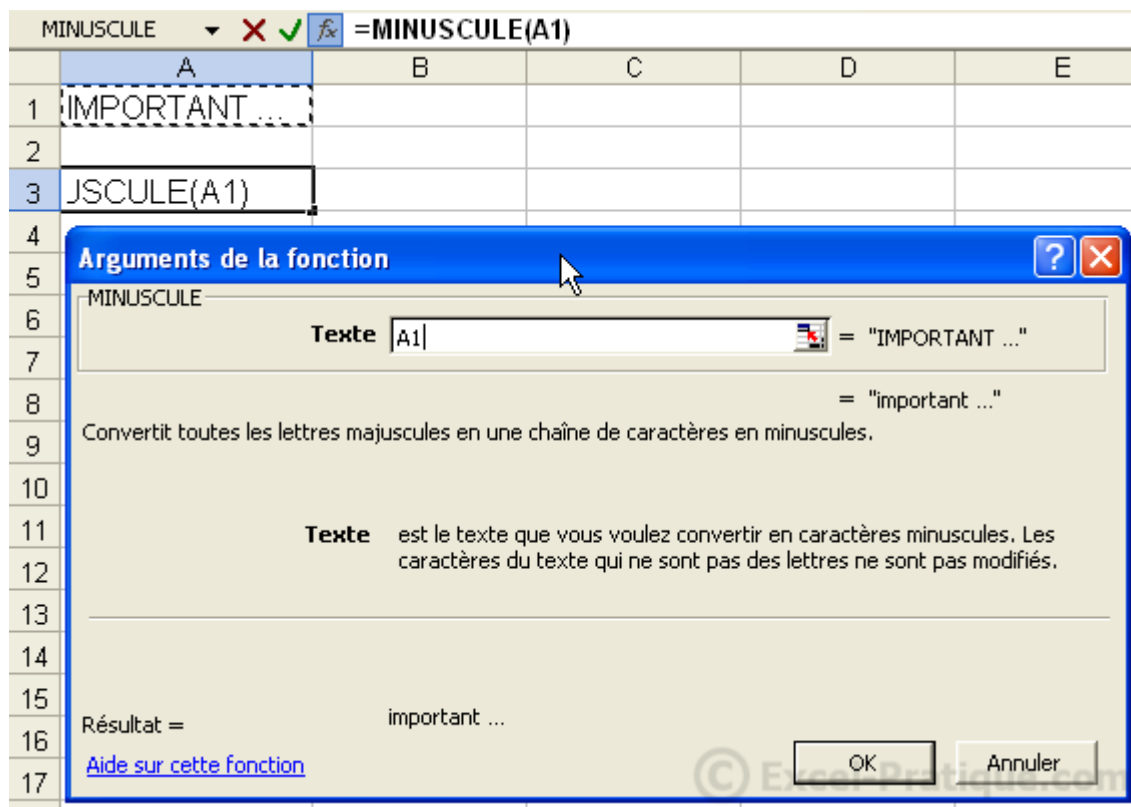 MINUSCULE fx =MINUSCULE(A1)
A B C D E
1 IMPORTANT ...
2
3 JSCULE(A1)
4
Arguments de la fonction ?
5
MINUSCULE
6
Texte A1 = "IMPORTANT ..."
7
8 = "important ..."
Convertit toutes les lettres majuscules en une chaîne de caractères en minuscules.
9
10
11 Texte est le texte que vous voulez convertir en caractères minuscules. Les
12 caractères du texte qui ne sont pas des lettres ne sont pas modifiés.
13
14
15
Résultat = important ...
16
Aide sur cette fonction OK Annuler
17
© Excel-Pratique.com